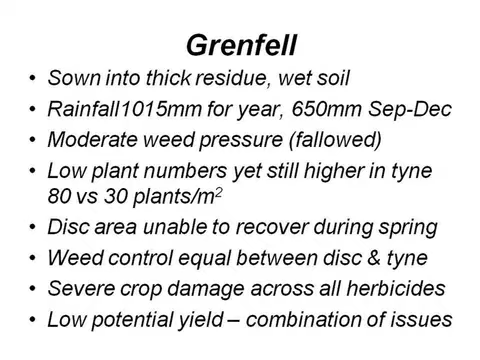 Grenfell
• Sown into thick residue, wet soil
• Rainfall1015mm for year, 650mm Sep-Dec
• Moderate weed pressure (fallowed)
• Low plant numbers yet still higher in tyne
80 vs 30 plants/m²
• Disc area unable to recover during spring
• Weed control equal between disc & tyne
• Severe crop damage across all herbicides
• Low potential yield – combination of issues